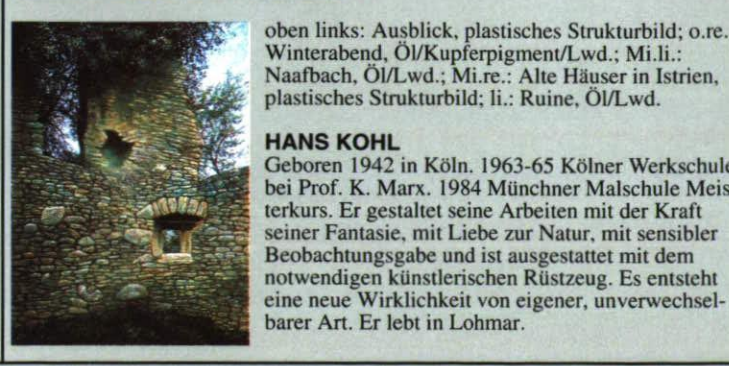 oben links: Ausblick, plastisches Strukturbild; o.re.
Winterabend, Öl/Kupferpigment/Lwd.; Mi.li.:
Naafbach, Öl/Lwd.; Mi.re.: Alte Häuser in Istrien,
plastisches Strukturbild; li.: Ruine, Öl/Lwd.
HANS KOHL
Geboren 1942 in Köln. 1963-65 Kölner Werkschule
bei Prof. K. Marx. 1984 Münchner Malschule Meis
terkurs. Er gestaltet seine Arbeiten mit der Kraft
seiner Fantasie, mit Liebe zur Natur, mit sensibler
Beobachtungsgabe und ist ausgestattet mit dem
notwendigen künstlerischen Rüstzeug. Es entsteht
eine neue Wirklichkeit von eigener, unverwechsel-
barer Art. Er lebt in Lohmar.